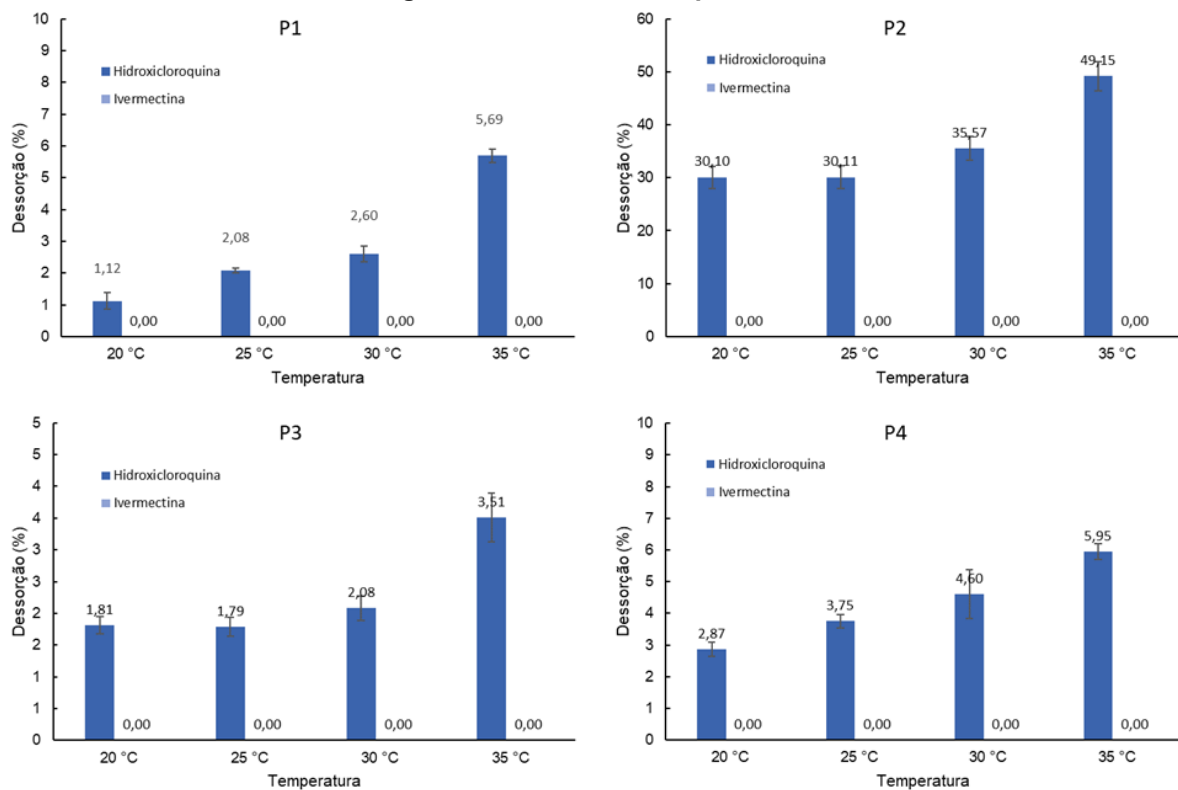 P1
Hidroxicloroquina
Ivermectina
Dessorção (%)
10
9
8
7
6
5
4
3
2
1
0
1,12
0,00
2,08
0,00
2,60
0,00
5,69
0,00
20 °C
25 °C
30 °C
35 °C
Temperatura
P2
Hidroxicloroquina
Ivermectina
Dessorção (%)
60
50
40
30
20
10
0
30,10
0,00
30,11
0,00
35,57
0,00
49,15
0,00
20 °C
25 °C
30 °C
35 °C
Temperatura
P3
Hidroxicloroquina
Ivermectina
Dessorção (%)
5
5
4
4
3
3
2
2
1
1
0
1,81
0,00
1,79
0,00
2,08
0,00
3,51
0,00
20 °C
25 °C
30 °C
35 °C
Temperatura
P4
Hidroxicloroquina
Ivermectina
Dessorção (%)
10
9
8
7
6
5
4
3
2
1
0
2,87
0,00
3,75
0,00
4,60
0,00
5,95
0,00
20 °C
25 °C
30 °C
35 °C
Temperatura